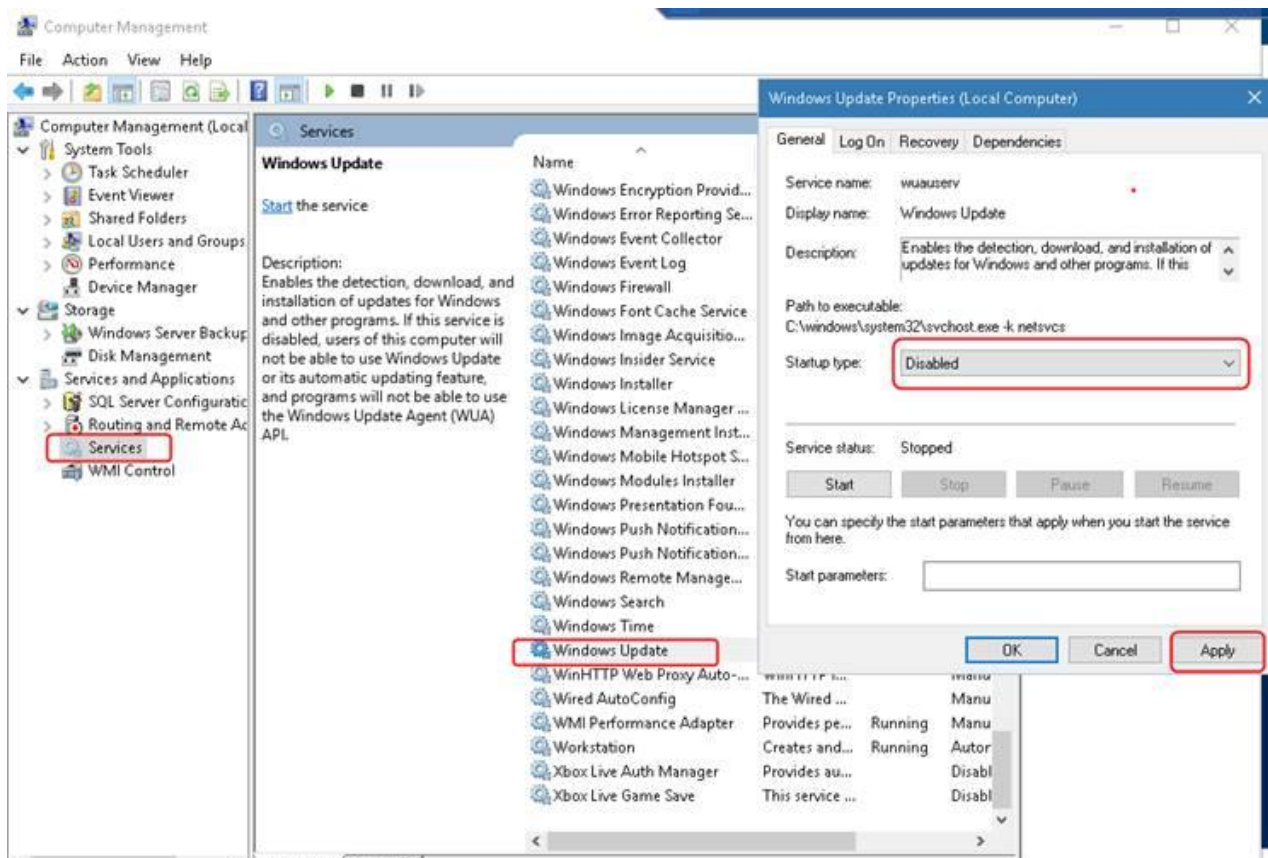 Computer Management
File Action View Help
Computer Management (Local
System Tools
Task Scheduler
Event Viewer
Shared Folders
Local Users and Groups
Performance
Device Manager
Storage
Windows Server Backup
Disk Management
Services and Applications
SQL Server Configuratic
Routing and Remote Ac
Services
WMI Control
Services
Windows Update
Start the service
Description:
Enables the detection, download, and
installation of updates for Windows
and other programs. If this service is
disabled, users of this computer will
not be able to use Windows Update
or its automatic updating feature,
and programs will not be able to use
the Windows Update Agent (WUA)
API.
Name
Windows Encryption Provid...
Windows Error Reporting Se...
Windows Event Collector
Windows Event Log
Windows Firewall
Windows Font Cache Service
Windows Image Acquisitio...
Windows Insider Service
Windows Installer
Windows License Manager ...
Windows Management Inst...
Windows Mobile Hotspot S...
Windows Modules Installer
Windows Presentation Fou...
Windows Push Notification...
Windows Push Notification...
Windows Remote Manage...
Windows Search
Windows Time
Windows Update
WinHTTP Web Proxy Auto-...
Wired AutoConfig The Wired ... Manu
WMI Performance Adapter Provides pe... Running Manu
Workstation Creates and... Running Autor
Xbox Live Auth Manager Provides au... Disabl
Xbox Live Game Save This service ... Disabl
Windows Update Properties (Local Computer)
General Log On Recovery Dependencies
Service name: wuauserv
Display name: Windows Update
Description: Enables the detection, download, and installation of
updates for Windows and other programs. If this
Path to executable:
C:\windows\system32\svchost.exe -k netsvcs
Startup type: Disabled
Service status: Stopped
Start Stop Pause Resume
You can specify the start parameters that apply when you start the service
from here.
Start parameters:
OK Cancel Apply